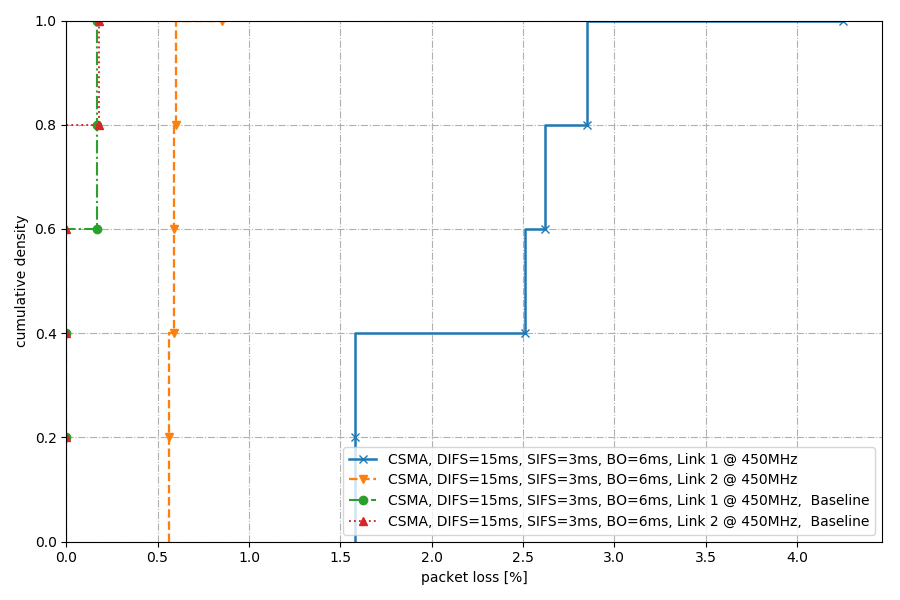 1.0
0.8
0.6
0.4
0.2
0.0
cumulative density
CSMA, DIFS=15ms, SIFS=3ms, BO=6ms, Link 1 @ 450MHz
CSMA, DIFS=15ms, SIFS=3ms, BO=6ms, Link 2 @ 450MHz
CSMA, DIFS=15ms, SIFS=3ms, BO=6ms, Link 1 @ 450MHz,  Baseline
CSMA, DIFS=15ms, SIFS=3ms, BO=6ms, Link 2 @ 450MHz,  Baseline
0.0 0.5 1.0 1.5 2.0 2.5 3.0 3.5 4.0
packet loss [%]